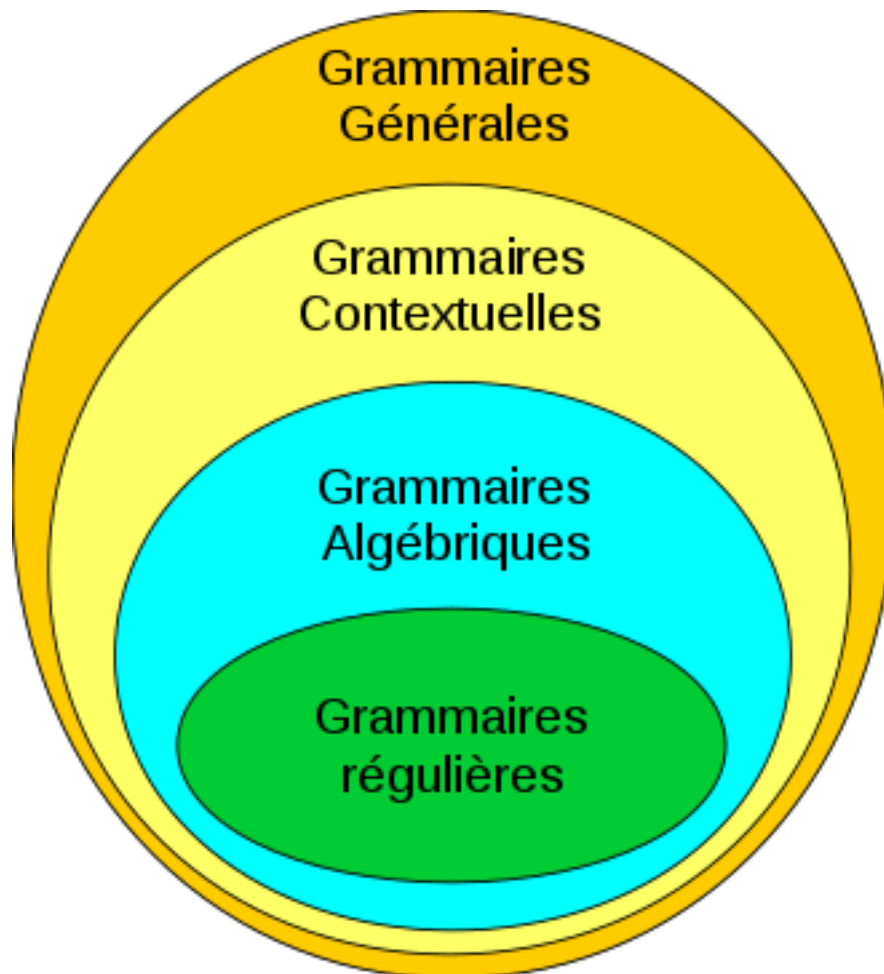 Grammaires
Générales
Grammaires
Contextuelles
Grammaires
Algébriques
Grammaires
régulières